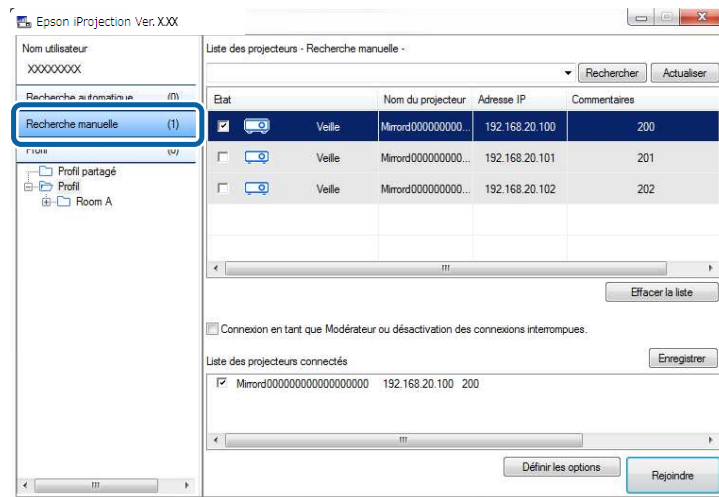 Epson iProjection Ver. X.XX
Nom utilisateur
XXXXXXXX
Recherche automatique (0)
Recherche manuelle (1)
Profil (0)
Profil partagé
Profil
Room A
Liste des projecteurs - Recherche manuelle -
Rechercher Actualiser
Etat Nom du projecteur Adresse IP Commentaires
Veille Mirrord000000000... 192.168.20.100 200
Veille Mirrord000000000... 192.168.20.101 201
Veille Mirrord000000000... 192.168.20.102 202
Effacer la liste
Connexion en tant que Modérateur ou désactivation des connexions interrompues.
Liste des projecteurs connectés Enregistrer
Mirrord000000000000000000 192.168.20.100 200
Définir les options Rejoindre